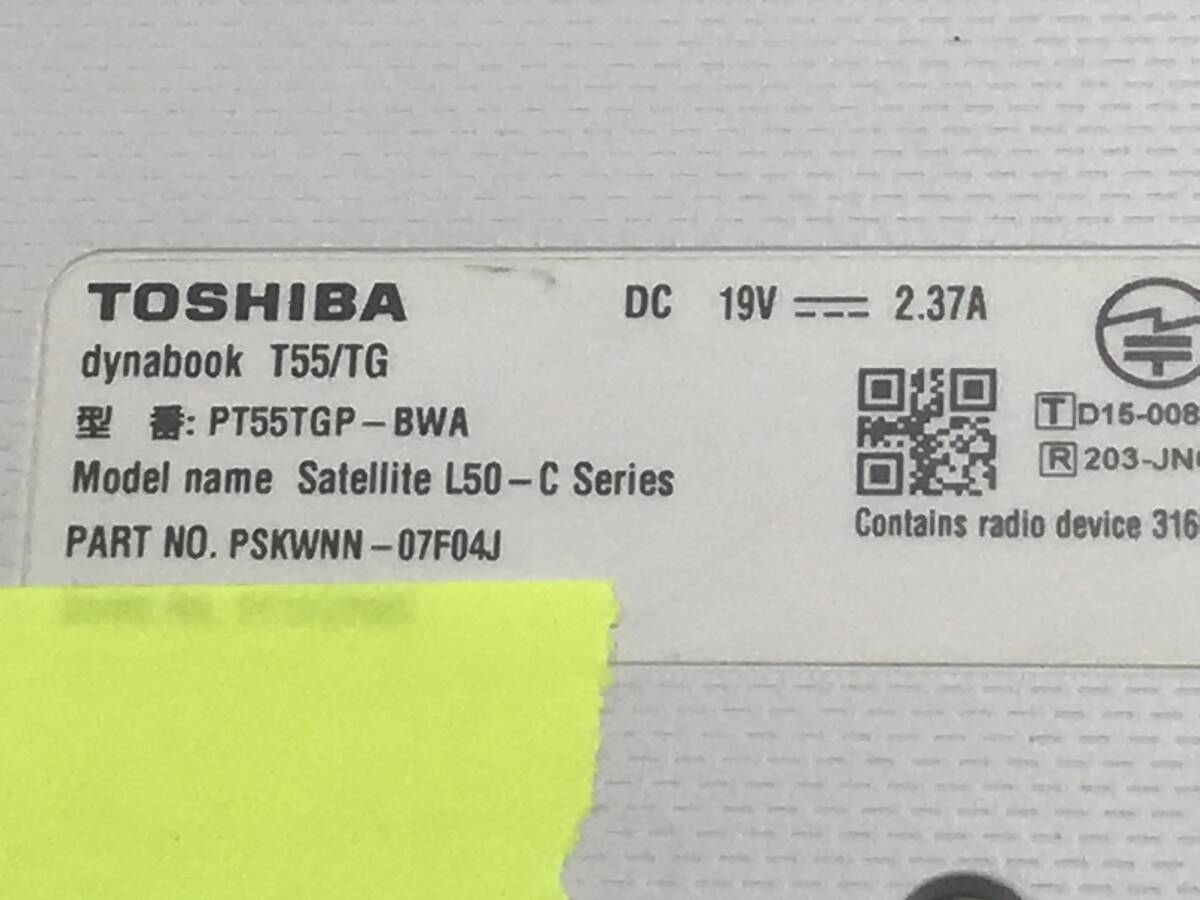 TOSHIBA
DC 19V 2.37A
dynabook T55/TG
型 番: PT55TGP-BWA
Model name Satellite L50-C Series
PART NO. PSKWNN-07F04J
T D15-008
R 203-JN
Contains radio device 316